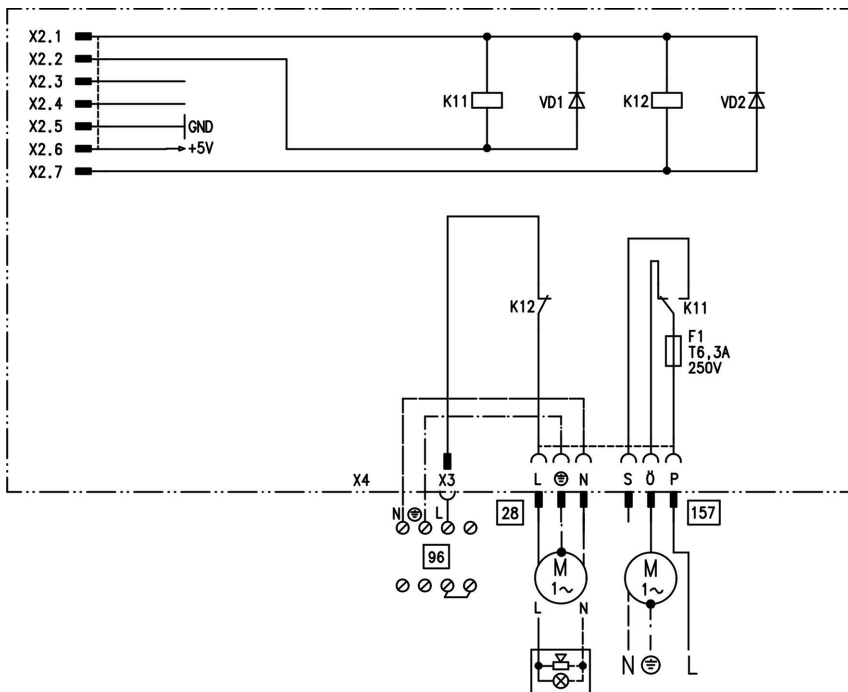 X2.1
X2.2
X2.3
X2.4
X2.5 GND
X2.6 +5V
X2.7
K11 VD1 K12 VD2
K12 K11
F1
T6,3A
250V
X4 X3 L N S Ö P
N L 28 157
96
M M
1~ 1~
L N
N L